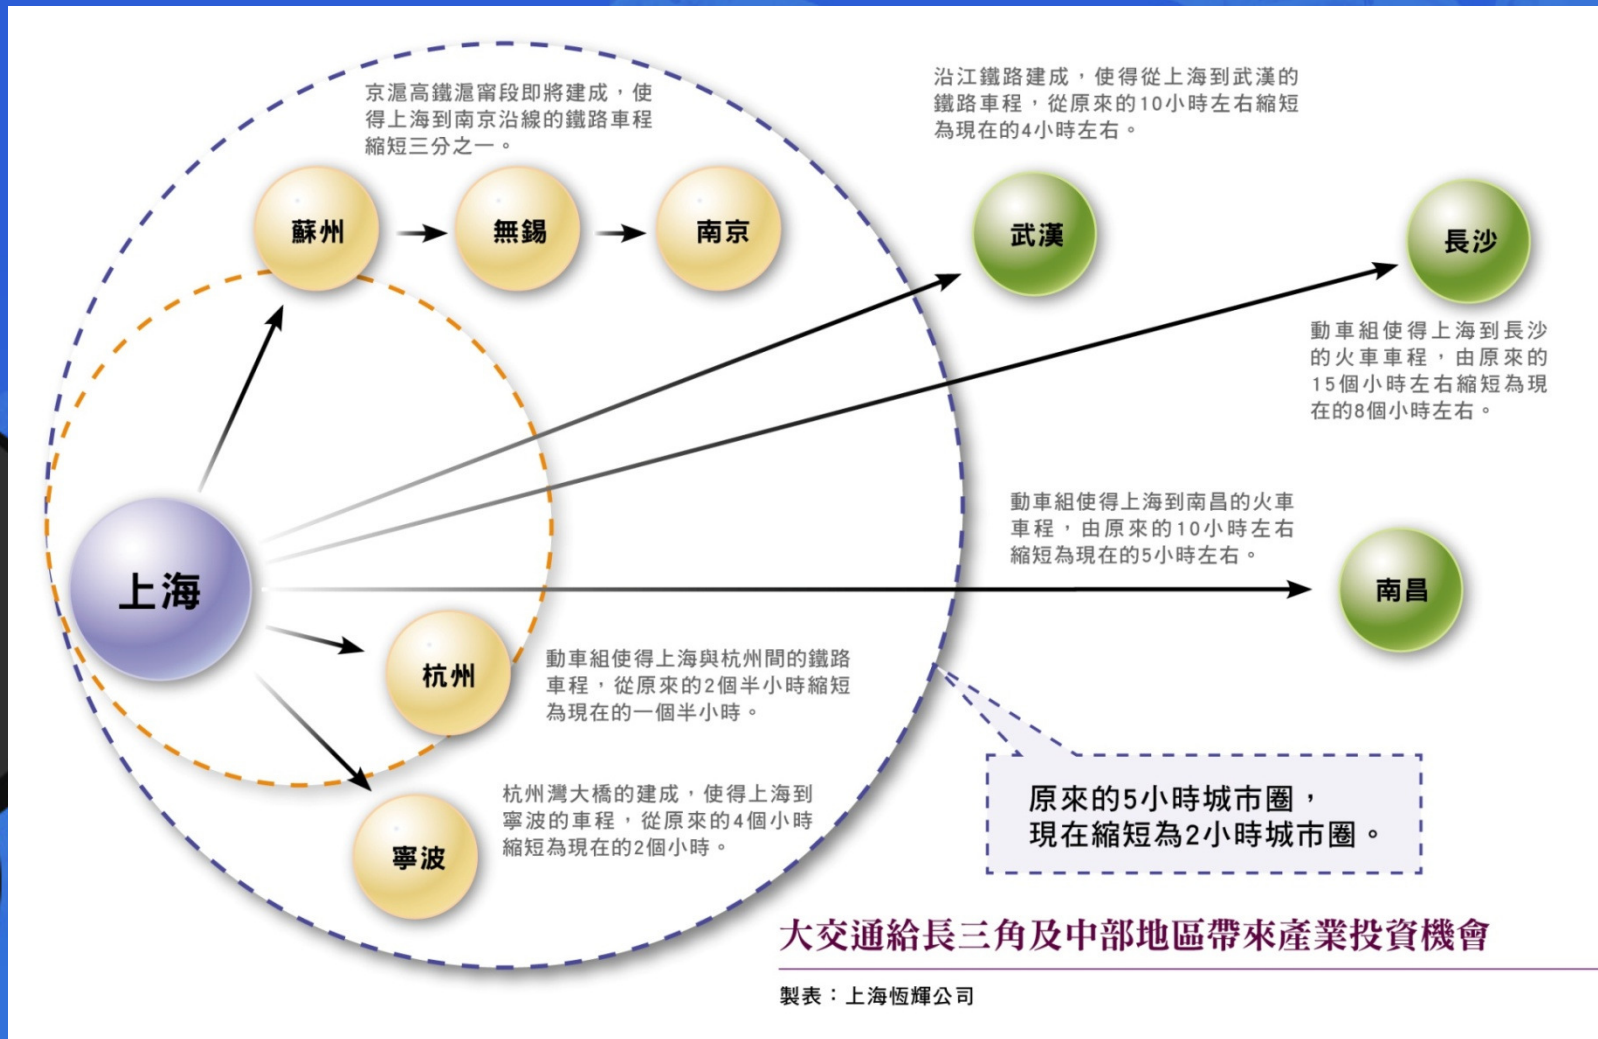 京滬高鐵滬甯段即將建成，使
得上海到南京沿線的鐵路車程
縮短三分之一。
沿江鐵路建成，使得從上海到武漢的
鐵路車程，從原來的10小時左右縮短
為現在的4小時左右。
蘇州
無錫
南京
武漢
長沙
動車組使得上海到長沙
的火車車程，由原來的
15個小時左右縮短為現
在的8個小時左右。
動車組使得上海到南昌的火車
車程，由原來的10小時左右
縮短為現在的5小時左右。
上海
南昌
杭州
動車組使得上海與杭州間的鐵路
車程，從原來的2個半小時縮短
為現在的一個半小時。
杭州灣大橋的建成，使得上海到
寧波的車程，從原來的4個小時
縮短為現在的2個小時。
寧波
原來的5小時城市圈，
現在縮短為2小時城市圈。
大交通給長三角及中部地區帶來產業投資機會
製表：上海恆輝公司